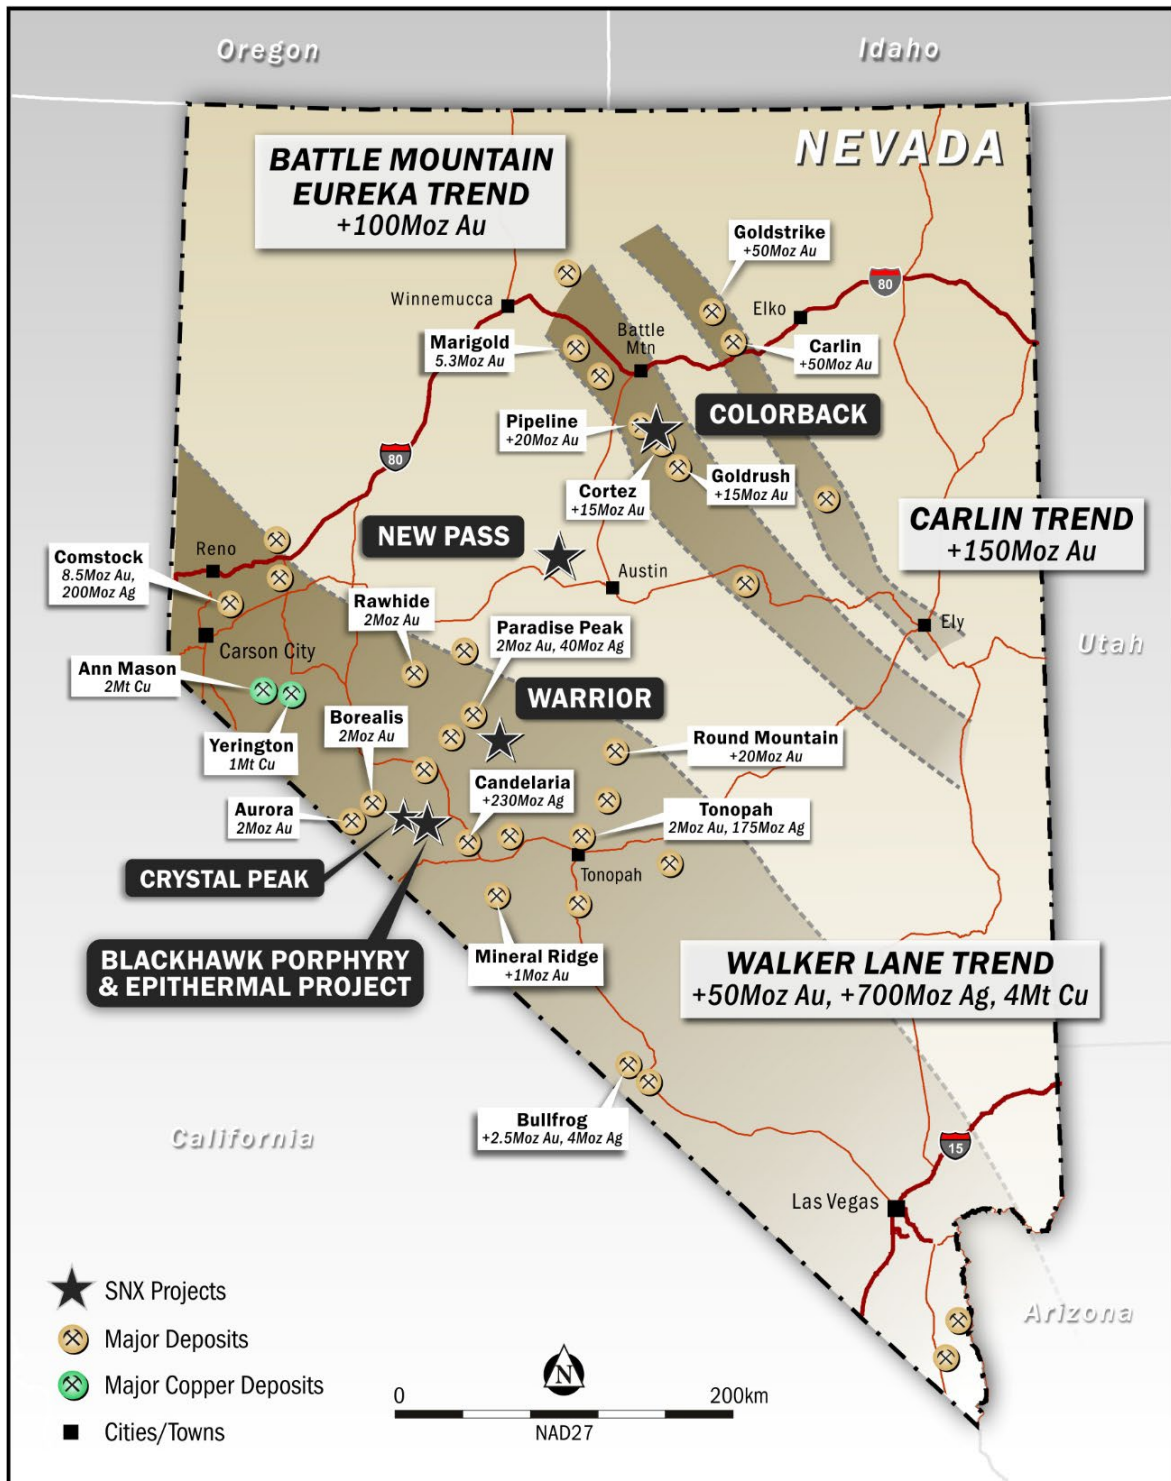 Oregon
Idaho
NEVADA
BATTLE MOUNTAIN
EUREKA TREND
+100Moz Au
Goldstrike
+50Moz Au
80
Winnemucca
Elko
Battle
Mtn
Marigold
5.3Moz Au
Carlin
+50Moz Au
COLORBACK
Pipeline
+20Moz Au
80
Goldrush
+15Moz Au
Cortez
+15Moz Au
CARLIN TREND
+150Moz Au
NEW PASS
Reno
Comstock
8.5Moz Au,
200Moz Ag
Austin
Rawhide
2Moz Au
Ely
Paradise Peak
2Moz Au, 40Moz Ag
Utah
Carson City
Ann Mason
2Mt Cu
WARRIOR
Borealis
2Moz Au
Yerington
1Mt Cu
Round Mountain
+20Moz Au
Candelaria
+230Moz Ag
Aurora
2Moz Au
Tonopah
2Moz Au, 175Moz Ag
CRYSTAL PEAK
Tonopah
BLACKHAWK PORPHYRY
& EPITHERMAL PROJECT
Mineral Ridge
+1Moz Au
WALKER LANE TREND
+50Moz Au, +700Moz Ag, 4Mt Cu
Bullfrog
+2.5Moz Au, 4Moz Ag
California
15
Las Vegas
Arizona
SNX Projects
Major Deposits
Major Copper Deposits
Cities/Towns
N
0 200km
NAD27